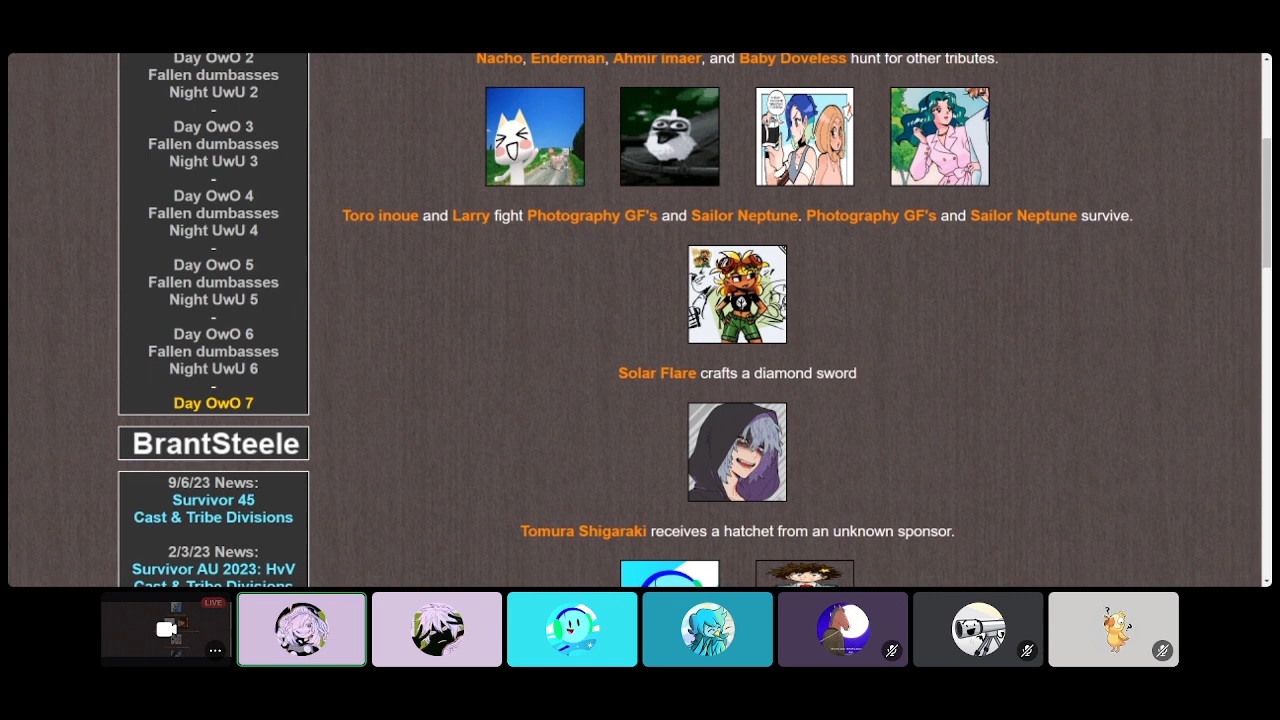 Day OwO 2
Fallen dumbasses
Night UwU 2
-
Day OwO 3
Fallen dumbasses
Night UwU 3
-
Day OwO 4
Fallen dumbasses
Night UwU 4
-
Day OwO 5
Fallen dumbasses
Night UwU 5
-
Day OwO 6
Fallen dumbasses
Night UwU 6
-
Day OwO 7
BrantSteele
9/6/23 News:
Survivor 45
Cast & Tribe Divisions
2/3/23 News:
Survivor AU 2023: HvV
Cast & Tribe Divisions
Nacho, Enderman, Ahmir imaer, and Baby Doveless hunt for other tributes.
Toro inoue and Larry fight Photography GF's and Sailor Neptune. Photography GF's and Sailor Neptune survive.
Solar Flare crafts a diamond sword
Tomura Shigaraki receives a hatchet from an unknown sponsor.
LIVE